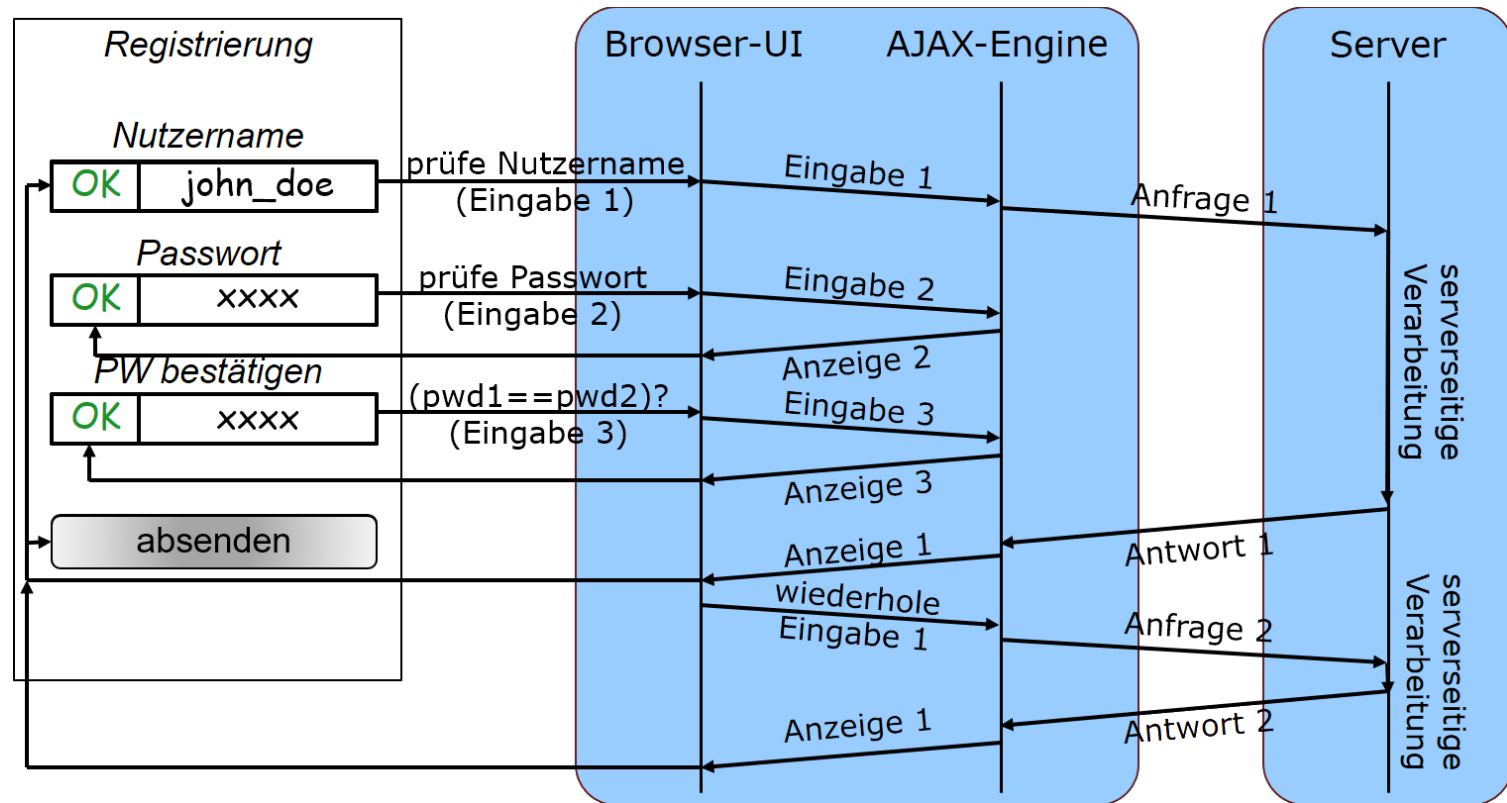 Registrierung
Browser-UI
AJAX-Engine
Server
Nutzername
OK
john_doe
prüfe Nutzername
(Eingabe 1)
Eingabe 1
Anfrage 1
Passwort
OK
xxxx
prüfe Passwort
(Eingabe 2)
Eingabe 2
Anzeige 2
serverseitige
Verarbeitung
PW bestätigen
OK
xxxx
(pwd1==pwd2)?
(Eingabe 3)
Eingabe 3
Anzeige 3
absenden
Anzeige 1
Antwort 1
wiederhole
Eingabe 1
Anfrage 2
serverseitige
Verarbeitung
Anzeige 1
Antwort 2